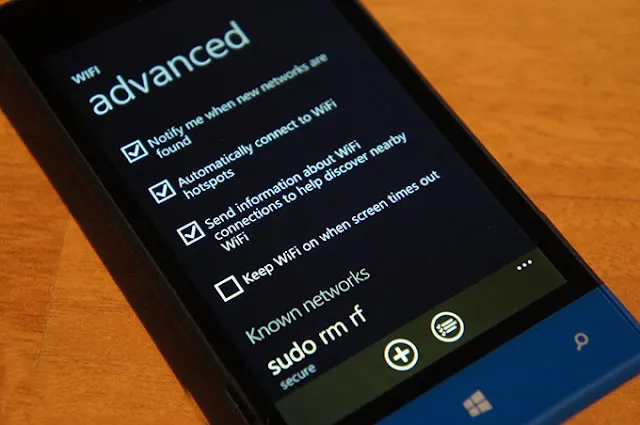 WiFi
advanced
Notify me when new networks are
found
Automatically connect to WiFi
hotspots
Send information about WiFi
connections to help discover nearby
WiFi
Keep WiFi on when screen times out
Known networks
sudo rm rf
secure